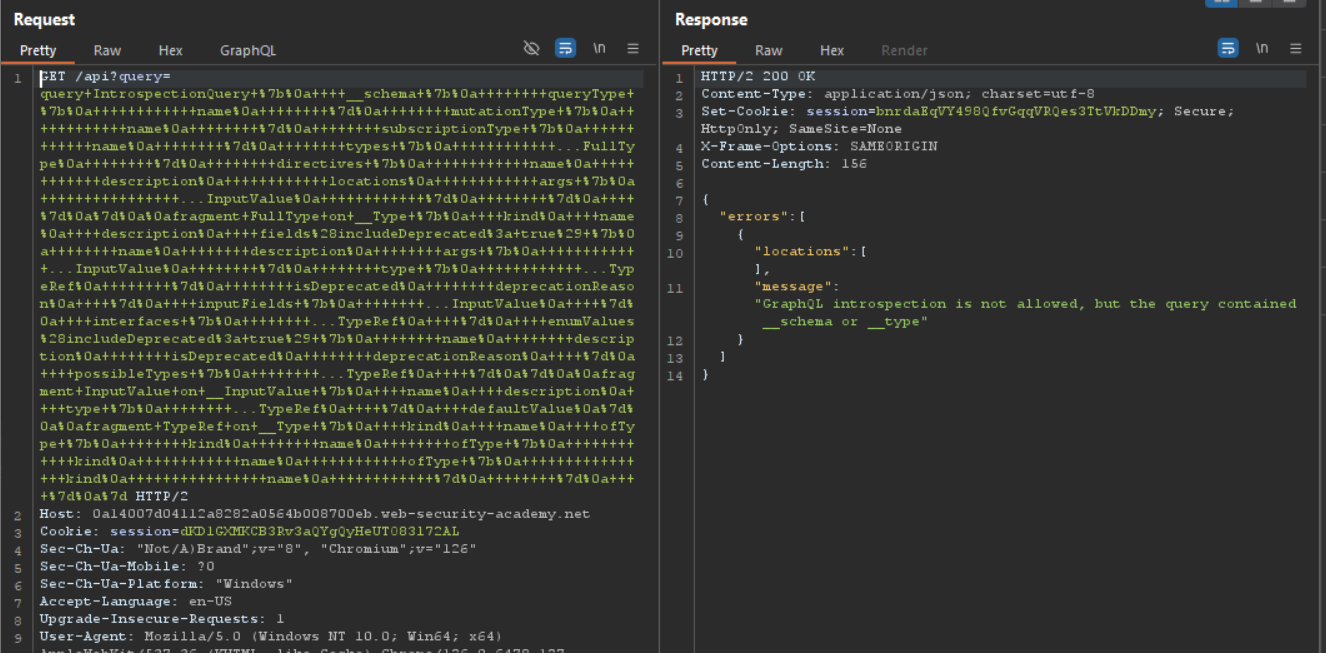 Request
Response
Pretty Raw Hex GraphQL \n
Pretty Raw Hex Render \n
1 GET /api?query=
query+IntrospectionQuery+%7b%0a++++__schema+%7b%0a++++++++queryType+
%7b%0a++++++++++++name%0a++++++++%7d%0a++++++++mutationType+%7b%0a++
++++++++++name%0a++++++++%7d%0a++++++++subscriptionType+%7b%0a++++++
++++++name%0a++++++++%7d%0a++++++++types+%7b%0a++++++++++++...FullTy
pe%0a++++++++%7d%0a++++++++directives+%7b%0a++++++++++++name%0a+++++
+++++++description%0a++++++++++++locations%0a++++++++++++args+%7b%0a
++++++++++++++++...InputValue%0a++++++++++++%7d%0a++++++++%7d%0a++++
%7d%0a%7d%0a%0afragment+FullType+on+__Type+%7b%0a++++kind%0a++++name
%0a++++description%0a++++fields%28includeDeprecated%3a+true%29+%7b%0
a++++++++name%0a++++++++description%0a++++++++args+%7b%0a+++++++++++
+...InputValue%0a++++++++%7d%0a++++++++type+%7b%0a++++++++++++...Typ
eRef%0a++++++++%7d%0a++++++++isDeprecated%0a++++++++deprecationReaso
n%0a++++%7d%0a++++inputFields+%7b%0a++++++++...InputValue%0a++++%7d%
0a++++interfaces+%7b%0a++++++++...TypeRef%0a++++%7d%0a++++enumValues
%28includeDeprecated%3a+true%29+%7b%0a++++++++name%0a++++++++descrip
tion%0a++++++++isDeprecated%0a++++++++deprecationReason%0a++++%7d%0a
++++possibleTypes+%7b%0a++++++++...TypeRef%0a++++%7d%0a%7d%0a%0afrag
ment+InputValue+on+__InputValue+%7b%0a++++name%0a++++description%0a+
+++type+%7b%0a++++++++...TypeRef%0a++++%7d%0a++++defaultValue%0a%7d%
0a%0afragment+TypeRef+on+__Type+%7b%0a++++kind%0a++++name%0a++++ofTy
pe+%7b%0a++++++++kind%0a++++++++name%0a++++++++ofType+%7b%0a++++++++
++++kind%0a++++++++++++name%0a++++++++++++ofType+%7b%0a+++++++++++++
+++kind%0a++++++++++++++++name%0a++++++++++++%7d%0a++++++++%7d%0a+++
+%7d%0a%7d HTTP/2
2 Host: 0a14007d04112a8282a0564b008700eb.web-security-academy.net
3 Cookie: session=dKD1GXMKCB3Rv3aQYgQyHeUT083172AL
4 Sec-Ch-Ua: "Not/A)Brand";v="8", "Chromium";v="126"
5 Sec-Ch-Ua-Mobile: ?0
6 Sec-Ch-Ua-Platform: "Windows"
7 Accept-Language: en-US
8 Upgrade-Insecure-Requests: 1
9 User-Agent: Mozilla/5.0 (Windows NT 10.0; Win64; x64)
1 HTTP/2 200 OK
2 Content-Type: application/json; charset=utf-8
3 Set-Cookie: session=bnrdaEqVY498QfvGqqVRQes3TtVkDDmy; Secure;
HttpOnly; SameSite=None
4 X-Frame-Options: SAMEORIGIN
5 Content-Length: 156
6
7 {
8 "errors":[
9 {
10 "locations":[
],
11 "message":
"GraphQL introspection is not allowed, but the query contained
__schema or __type"
12 }
13 ]
14 }